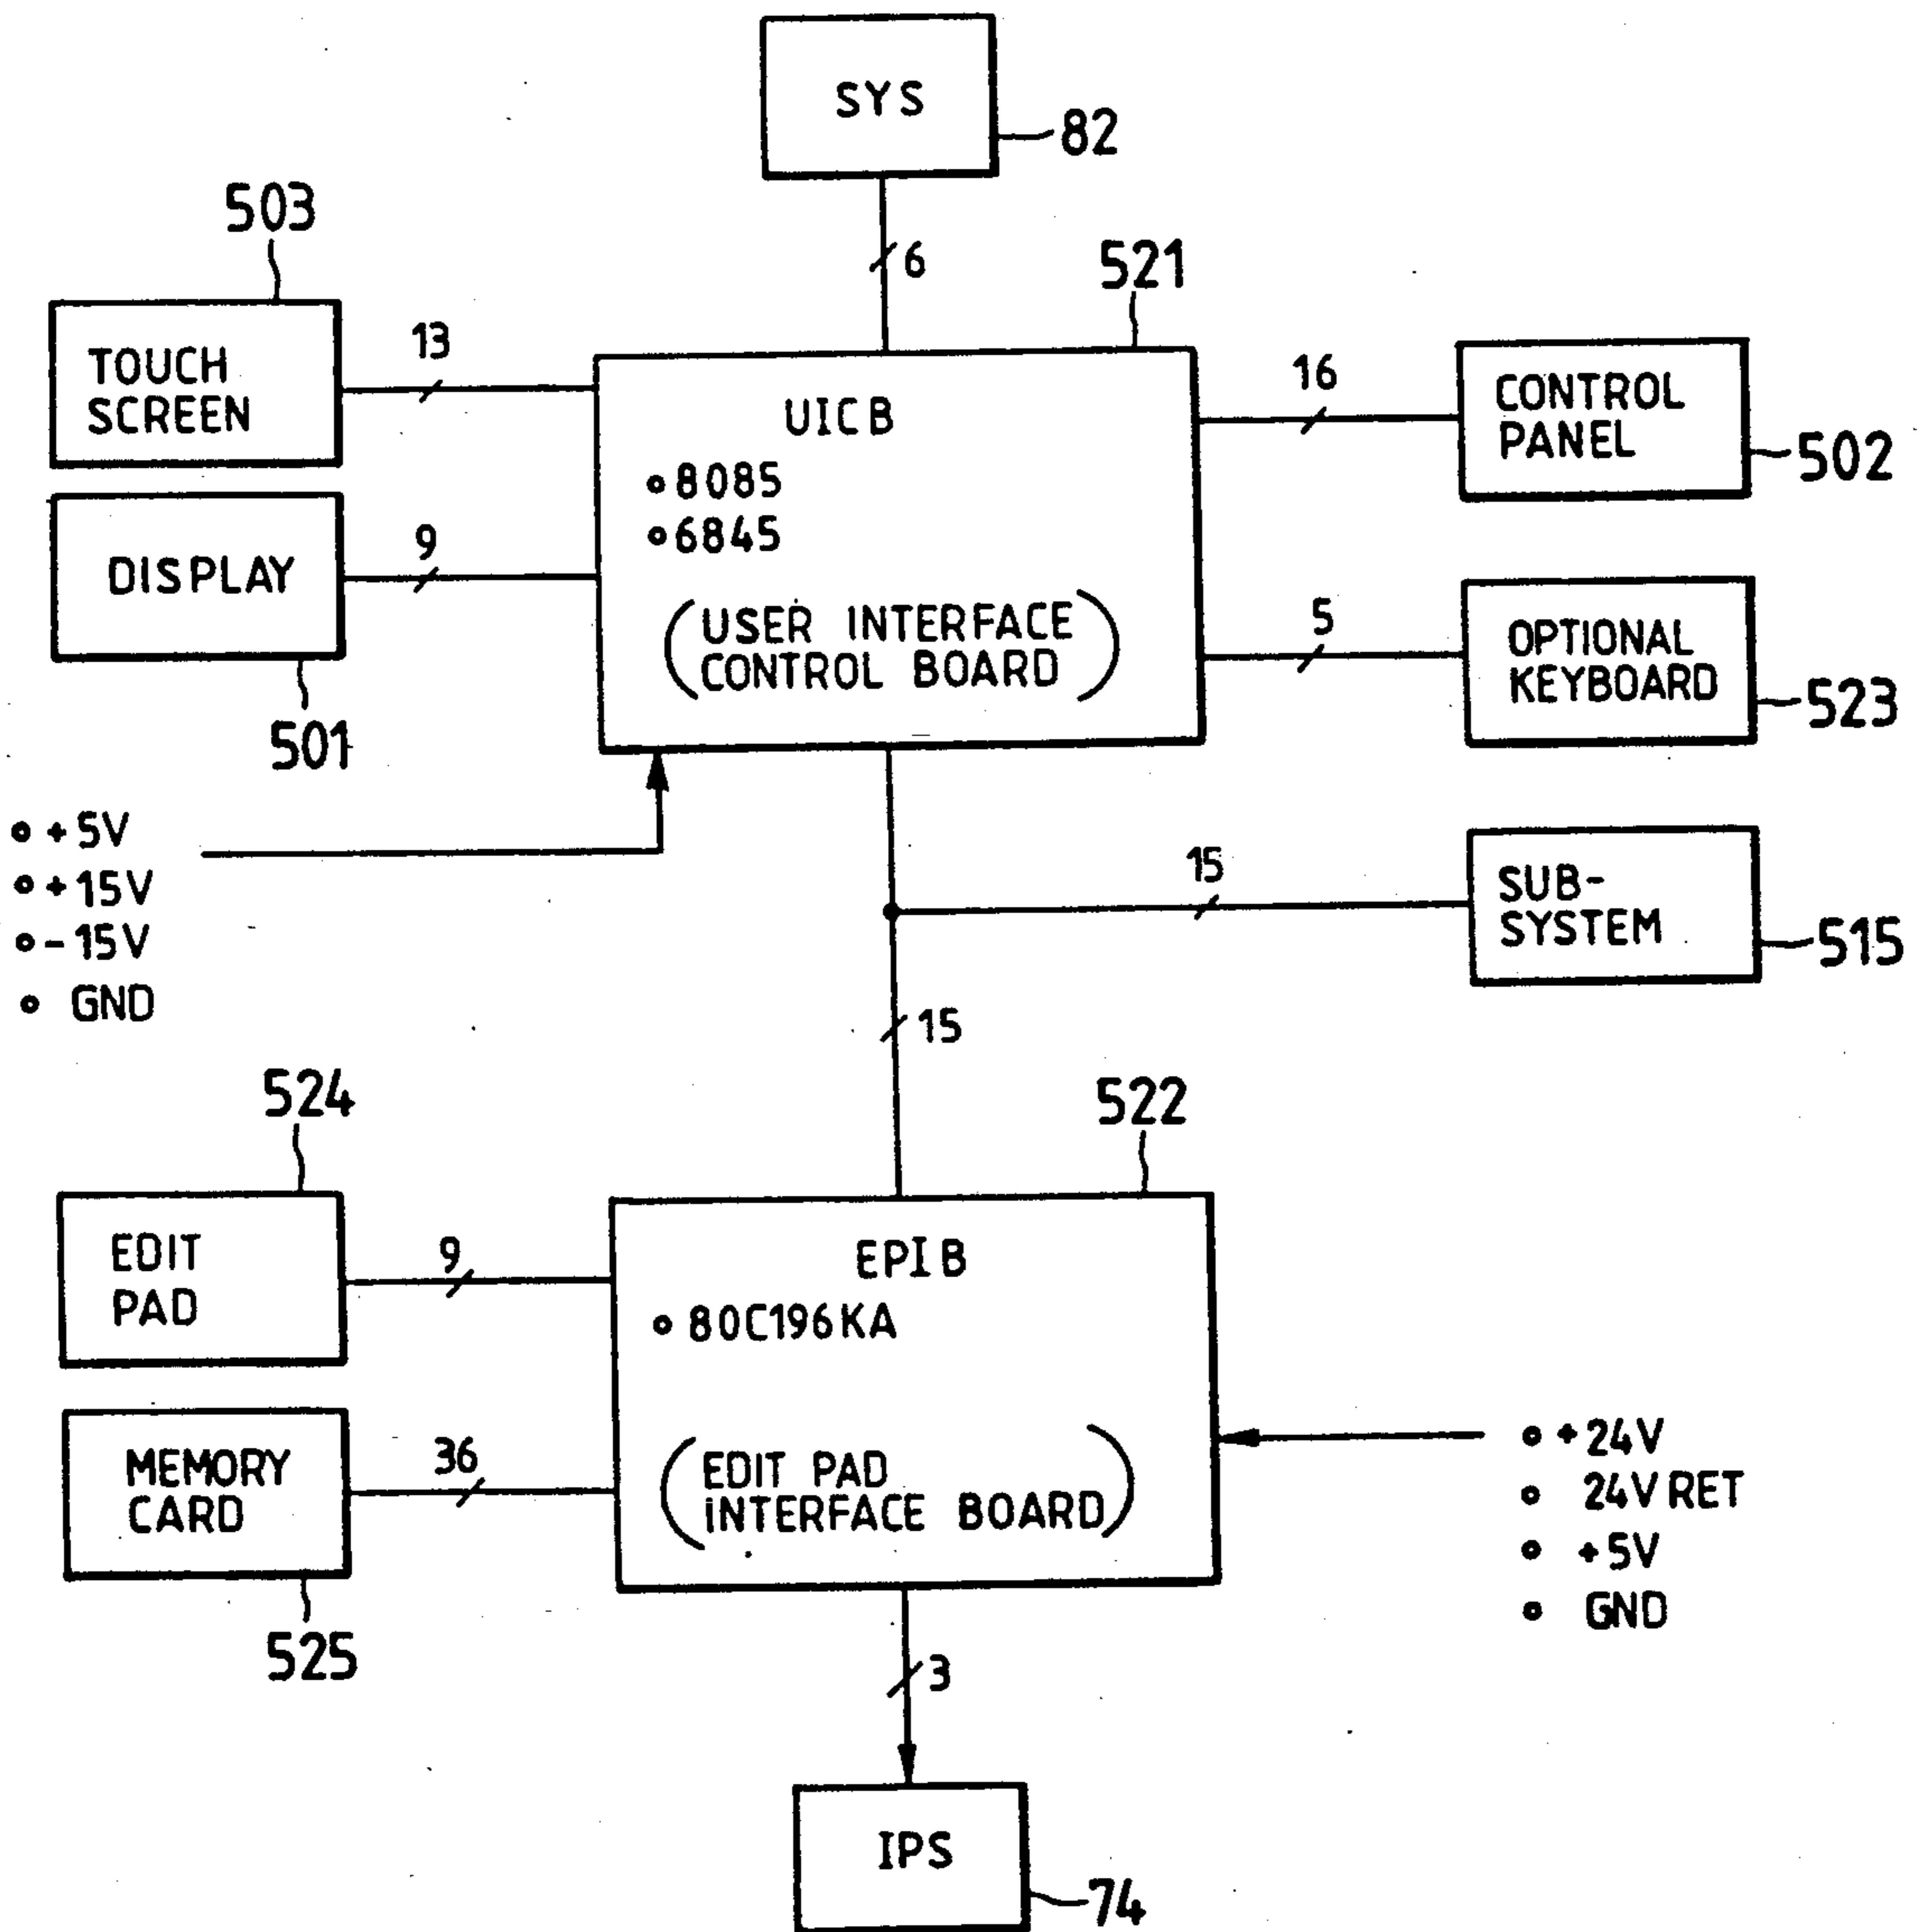 SYS
82
6
503
TOUCH
SCREEN
13
521
UICB
8085
6845
(USER INTERFACE
CONTROL BOARD)
16
CONTROL
PANEL
502
DISPLAY
9
501
5
OPTIONAL
KEYBOARD
523
+5V
+15V
-15V
GND
15
SUB-
SYSTEM
515
15
524
EDIT
PAD
9
522
EPIB
80C196KA
(EDIT PAD
INTERFACE BOARD)
MEMORY
CARD
36
525
+24V
24V RET
+5V
GND
3
IPS
74